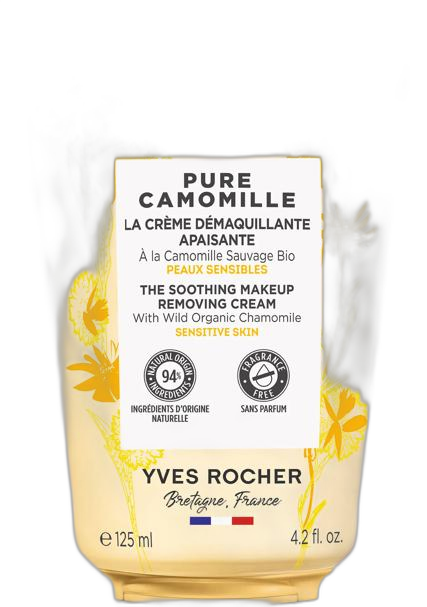 PURE
CAMOMILLE
LA CRÈME DÉMAQUILLANTE
APAISANTE
À la Camomille Sauvage Bio
PEAUX SENSIBLES
THE SOOTHING MAKEUP
REMOVING CREAM
With Wild Organic Chamomile
SENSITIVE SKIN
NATURAL ORIGIN
94%
INGREDIENTS
FRAGRANCE
FREE
INGRÉDIENTS D'ORIGINE
NATURELLE
SANS PARFUM
YVES ROCHER
Bretagne, France
e 125 ml
4.2 fl. oz.